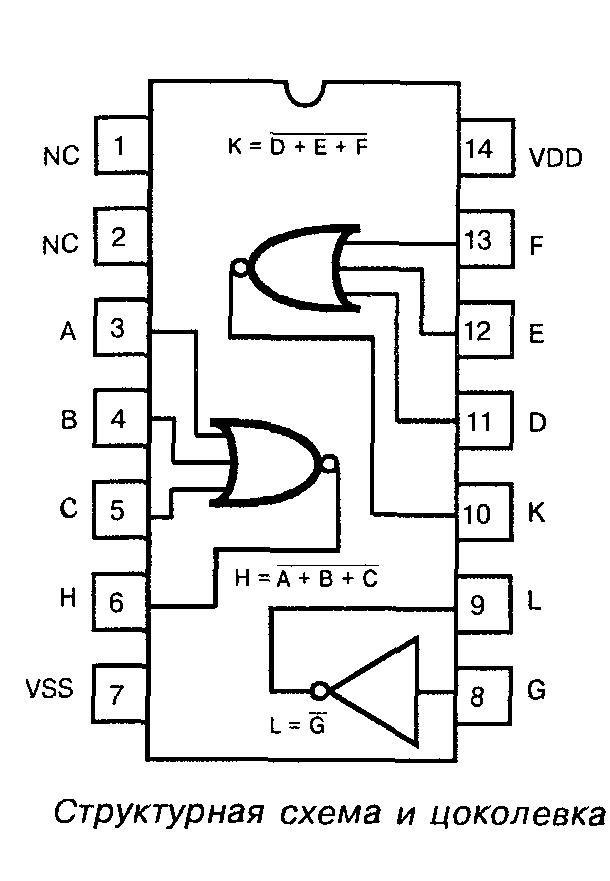 K = \overline{D + E + F}
NC 1
14 VDD
NC 2
13 F
A 3
12 E
B 4
11 D
C 5
10 K
H = \overline{A + B + C}
H 6
9 L
VSS 7
8 G
L = \overline{G}
Структурная схема и цоколевка